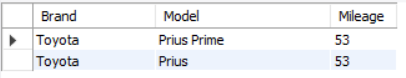 Brand Model Mileage
Toyota Prius Prime 53
Toyota Prius 53